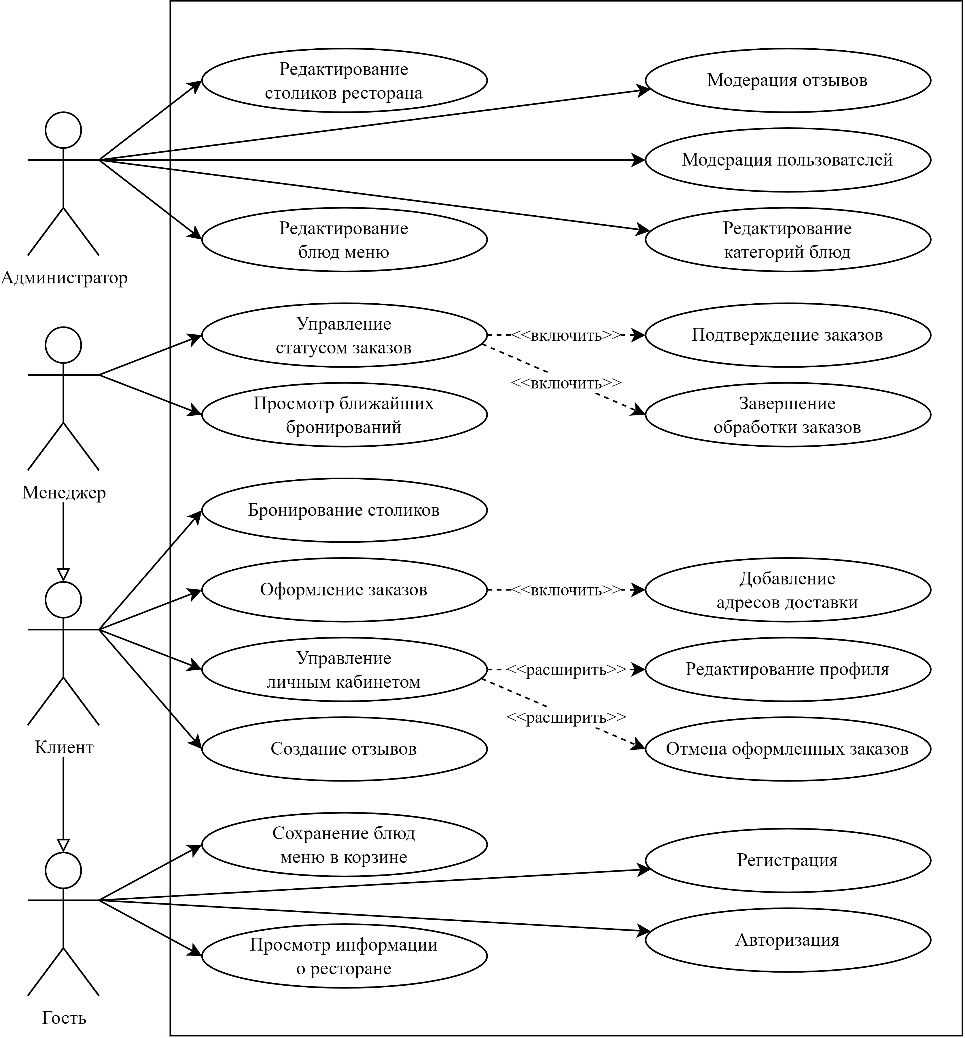 Редактирование
столиков ресторана
Модерация отзывов
Модерация пользователей
Редактирование
блюд меню
Редактирование
категорий блюд
Администратор
Управление
статусом заказов
<<включить>>
Подтверждение заказов
<<включить>>
Просмотр ближайших
бронирований
Завершение
обработки заказов
Менеджер
Бронирование столиков
Оформление заказов
<<включить>>
Добавление
адресов доставки
Управление
личным кабинетом
<<расширить>>
Редактирование профиля
<<расширить>>
Клиент
Создание отзывов
Отмена оформленных заказов
Сохранение блюд
меню в корзине
Регистрация
Просмотр информации
о ресторане
Авторизация
Гость